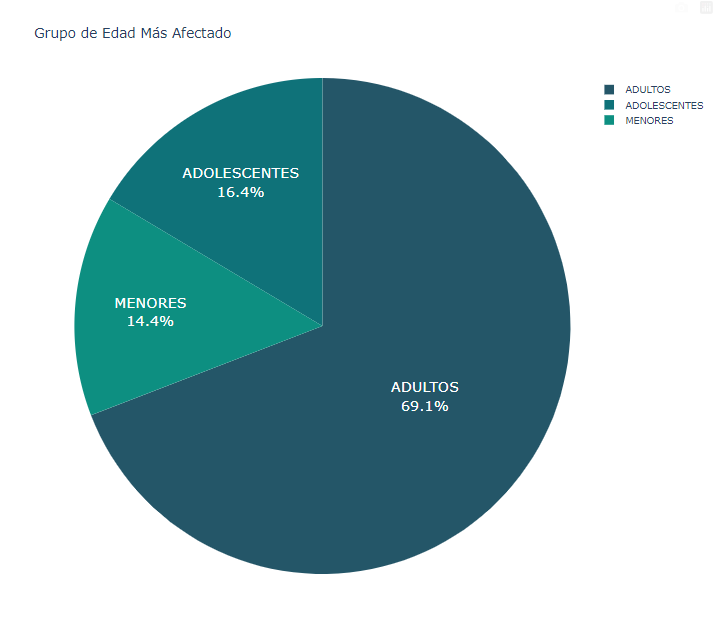 Grupo de Edad Más Afectado
ADULTOS
ADOLESCENTES
MENORES
ADOLESCENTES
16.4%
MENORES
14.4%
ADULTOS
69.1%